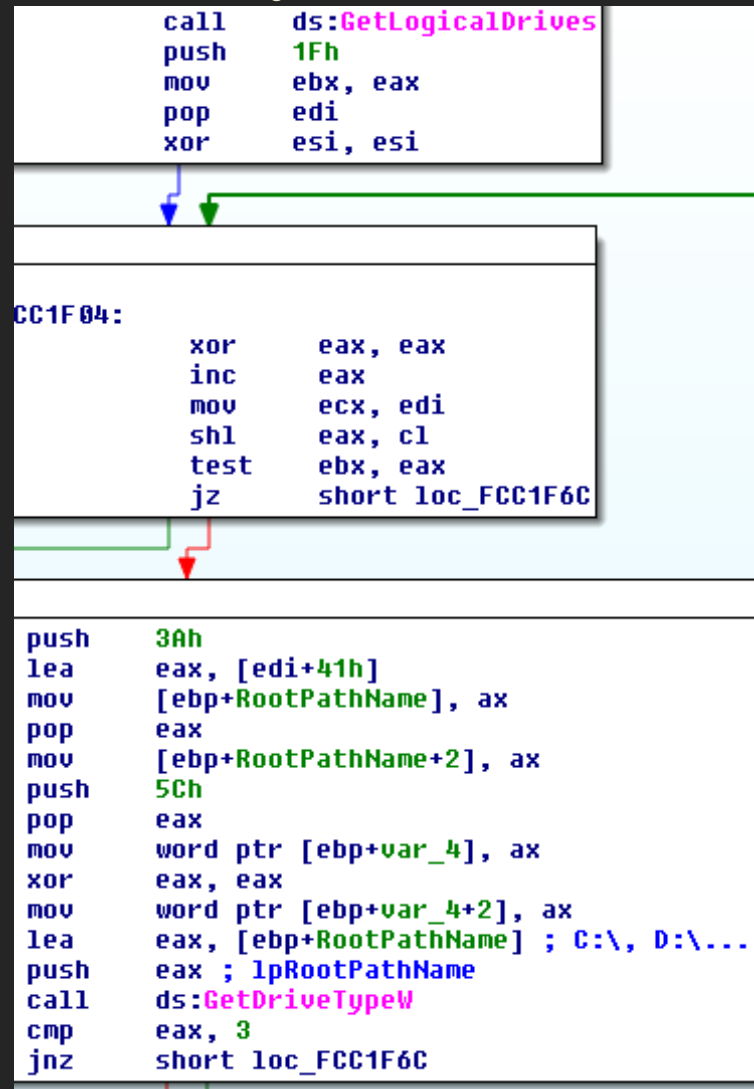 call ds:GetLogicalDrives
push 1Fh
mov ebx, eax
pop edi
xor esi, esi
CC1F04:
xor eax, eax
inc eax
mov ecx, edi
shl eax, cl
test ebx, eax
jz short loc_FCC1F6C
push 3Ah
lea eax, [edi+41h]
mov [ebp+RootPathName], ax
pop eax
mov [ebp+RootPathName+2], ax
push 5Ch
pop eax
mov word ptr [ebp+var_4], ax
xor eax, eax
mov word ptr [ebp+var_4+2], ax
lea eax, [ebp+RootPathName] ; C:\, D:\...
push eax ; lpRootPathName
call ds:GetDriveTypeW
cmp eax, 3
jnz short loc_FCC1F6C